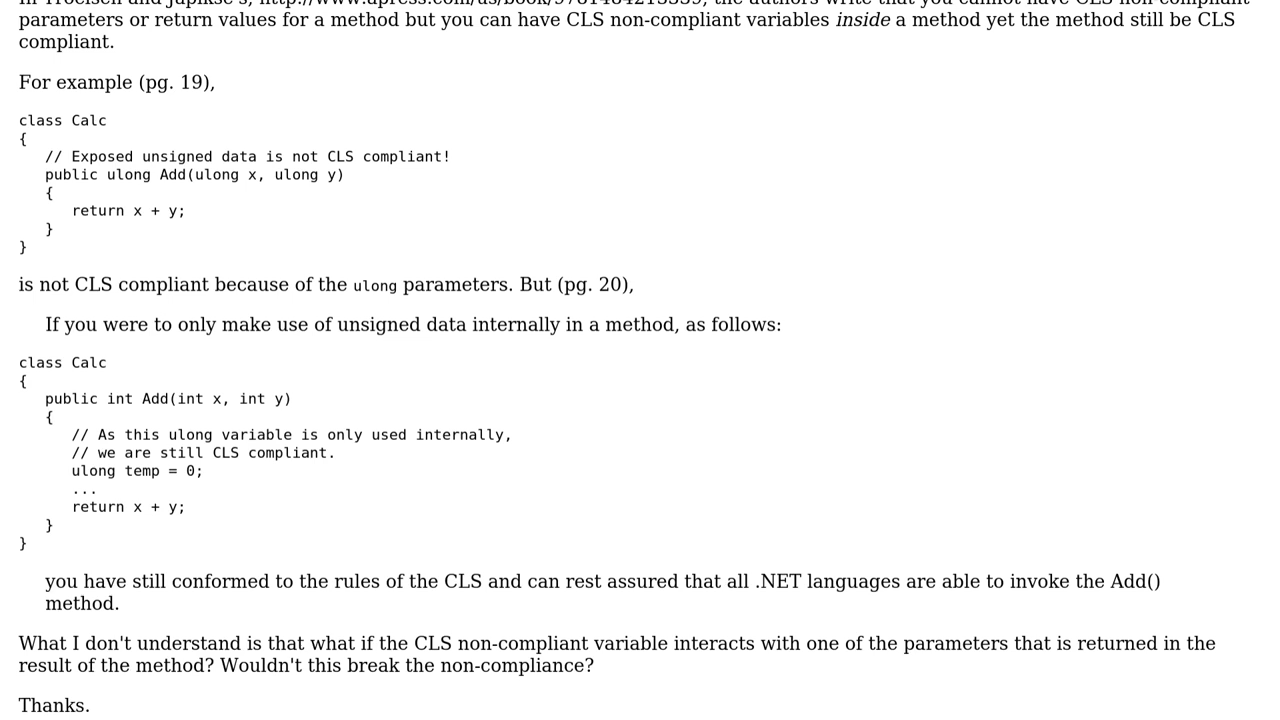 parameters or return values for a method but you can have CLS non-compliant variables inside a method yet the method still be CLS
compliant.
For example (pg. 19),
class Calc
{
   // Exposed unsigned data is not CLS compliant!
   public ulong Add(ulong x, ulong y)
   {
      return x + y;
   }
}
is not CLS compliant because of the ulong parameters. But (pg. 20),
If you were to only make use of unsigned data internally in a method, as follows:
class Calc
{
   public int Add(int x, int y)
   {
      // As this ulong variable is only used internally,
      // we are still CLS compliant.
      ulong temp = 0;
      ...
      return x + y;
   }
}
you have still conformed to the rules of the CLS and can rest assured that all .NET languages are able to invoke the Add()
method.
What I don't understand is that what if the CLS non-compliant variable interacts with one of the parameters that is returned in the
result of the method? Wouldn't this break the non-compliance?
Thanks.